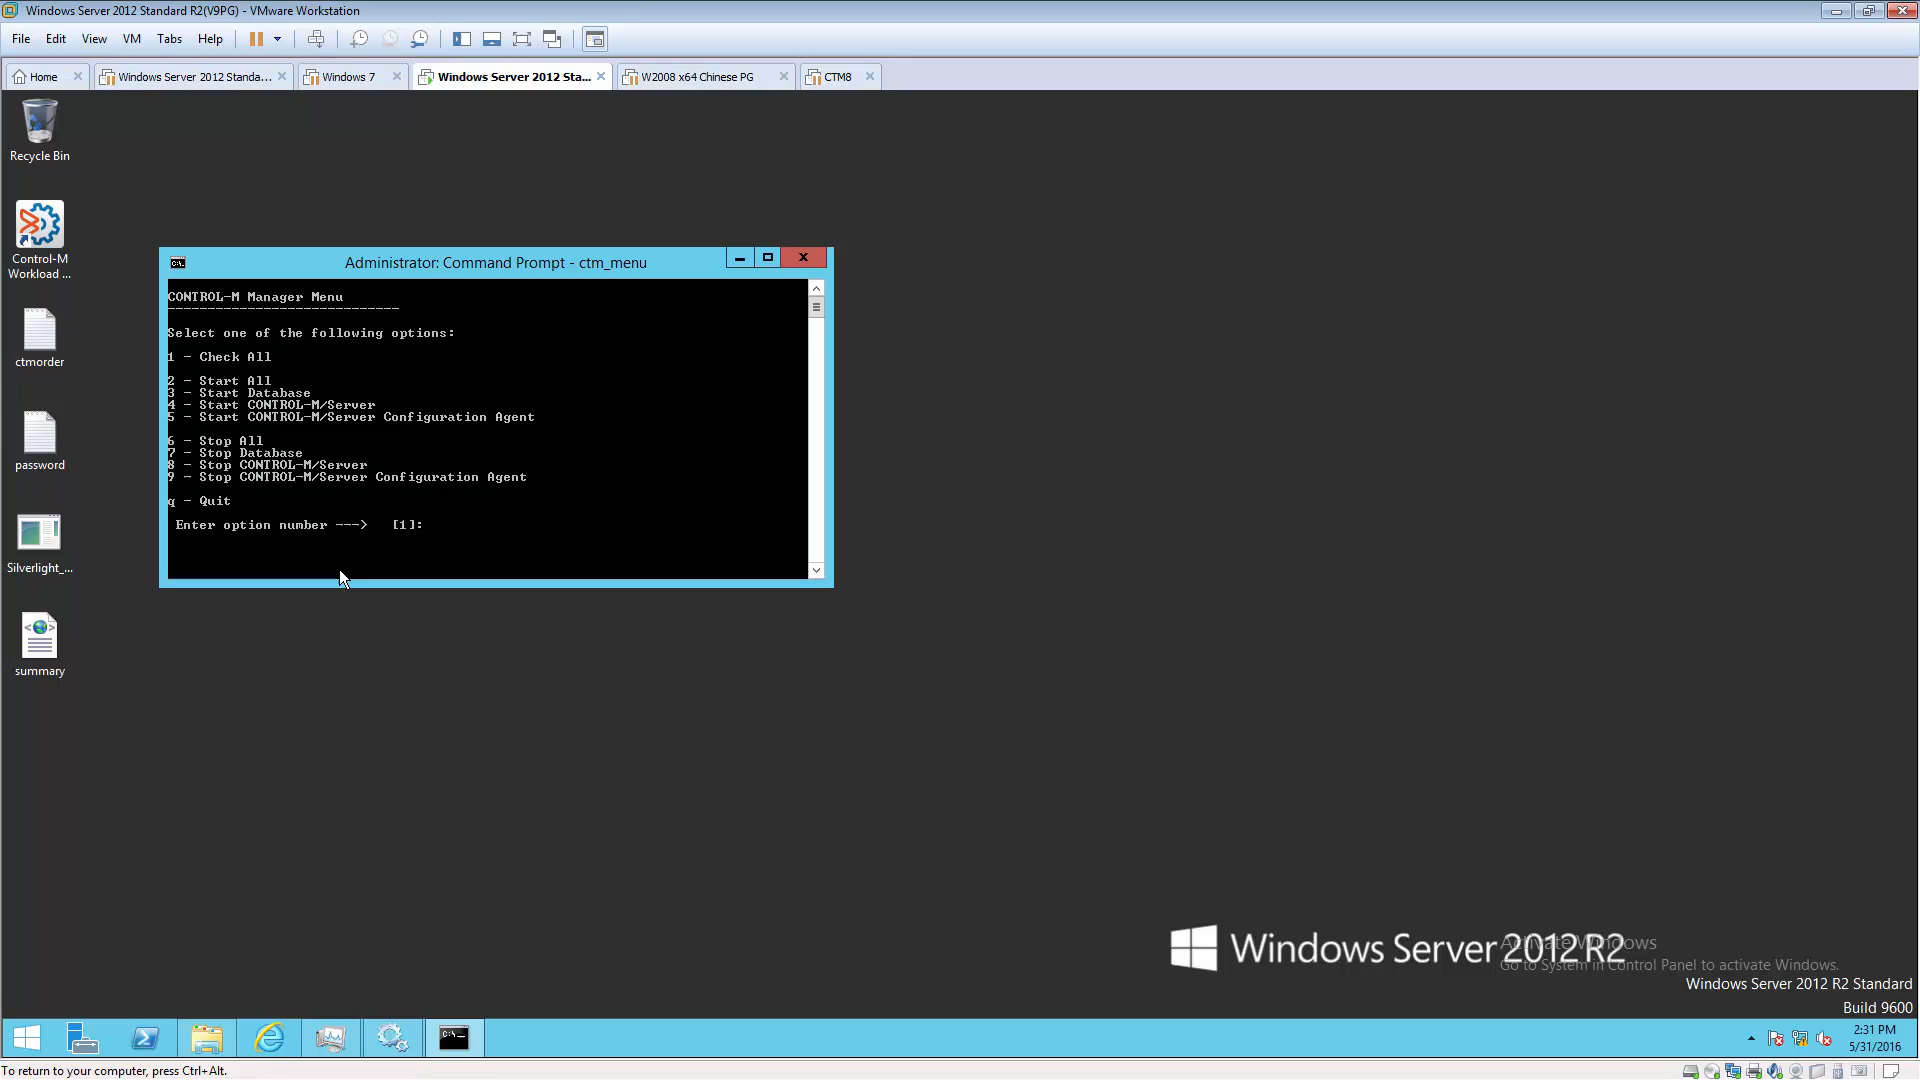 Windows Server 2012 Standard R2(V9PG) - VMware Workstation
File Edit View VM Tabs Help
Home
Windows Server 2012 Standa...
Windows 7
Windows Server 2012 Sta...
W2008 x64 Chinese PG
CTM8
Recycle Bin
Control-M
Workload ...
ctmorder
password
Silverlight_...
summary
Administrator: Command Prompt - ctm_menu
CONTROL-M Manager Menu
-----------------------------
Select one of the following options:
1 - Check All
2 - Start All
3 - Start Database
4 - Start CONTROL-M/Server
5 - Start CONTROL-M/Server Configuration Agent
6 - Stop All
7 - Stop Database
8 - Stop CONTROL-M/Server
9 - Stop CONTROL-M/Server Configuration Agent
q - Quit
Enter option number --->   [1]:
Windows Server 2012 R2
Activate Windows
Go to System in Control Panel to activate Windows.
Windows Server 2012 R2 Standard
Build 9600
2:31 PM
5/31/2016
To return to your computer, press Ctrl+Alt.